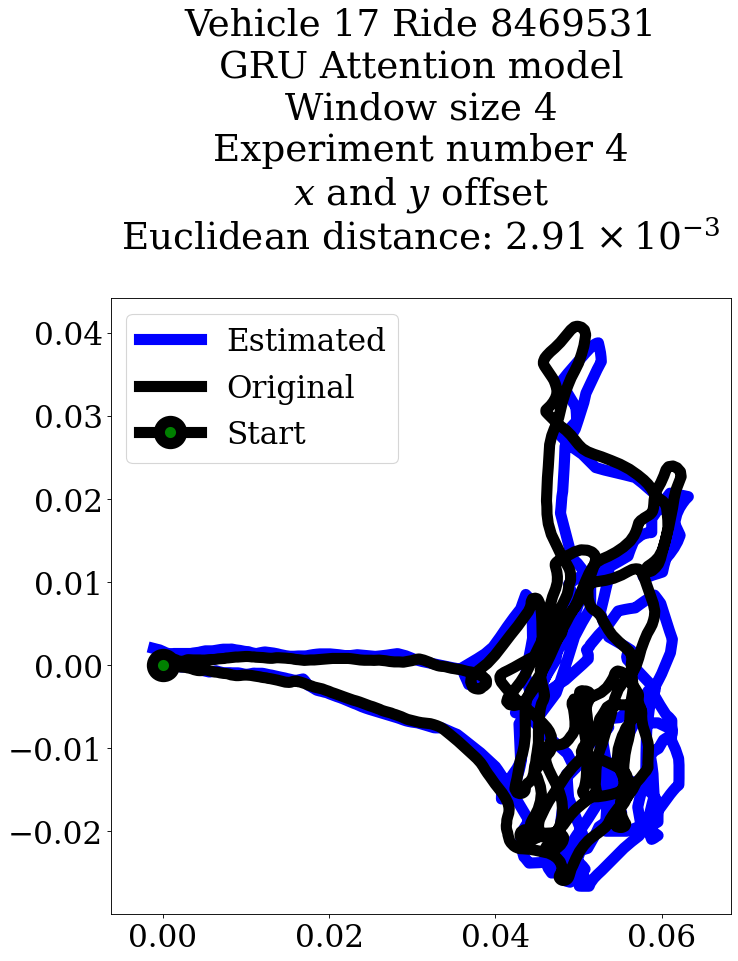 Vehicle 17 Ride 8469531
GRU Attention model
Window size 4
Experiment number 4
x and y offset
Euclidean distance: 2.91 × 10⁻³
Estimated
Original
Start
0.04
0.03
0.02
0.01
0.00
−0.01
−0.02
0.00 0.02 0.04 0.06